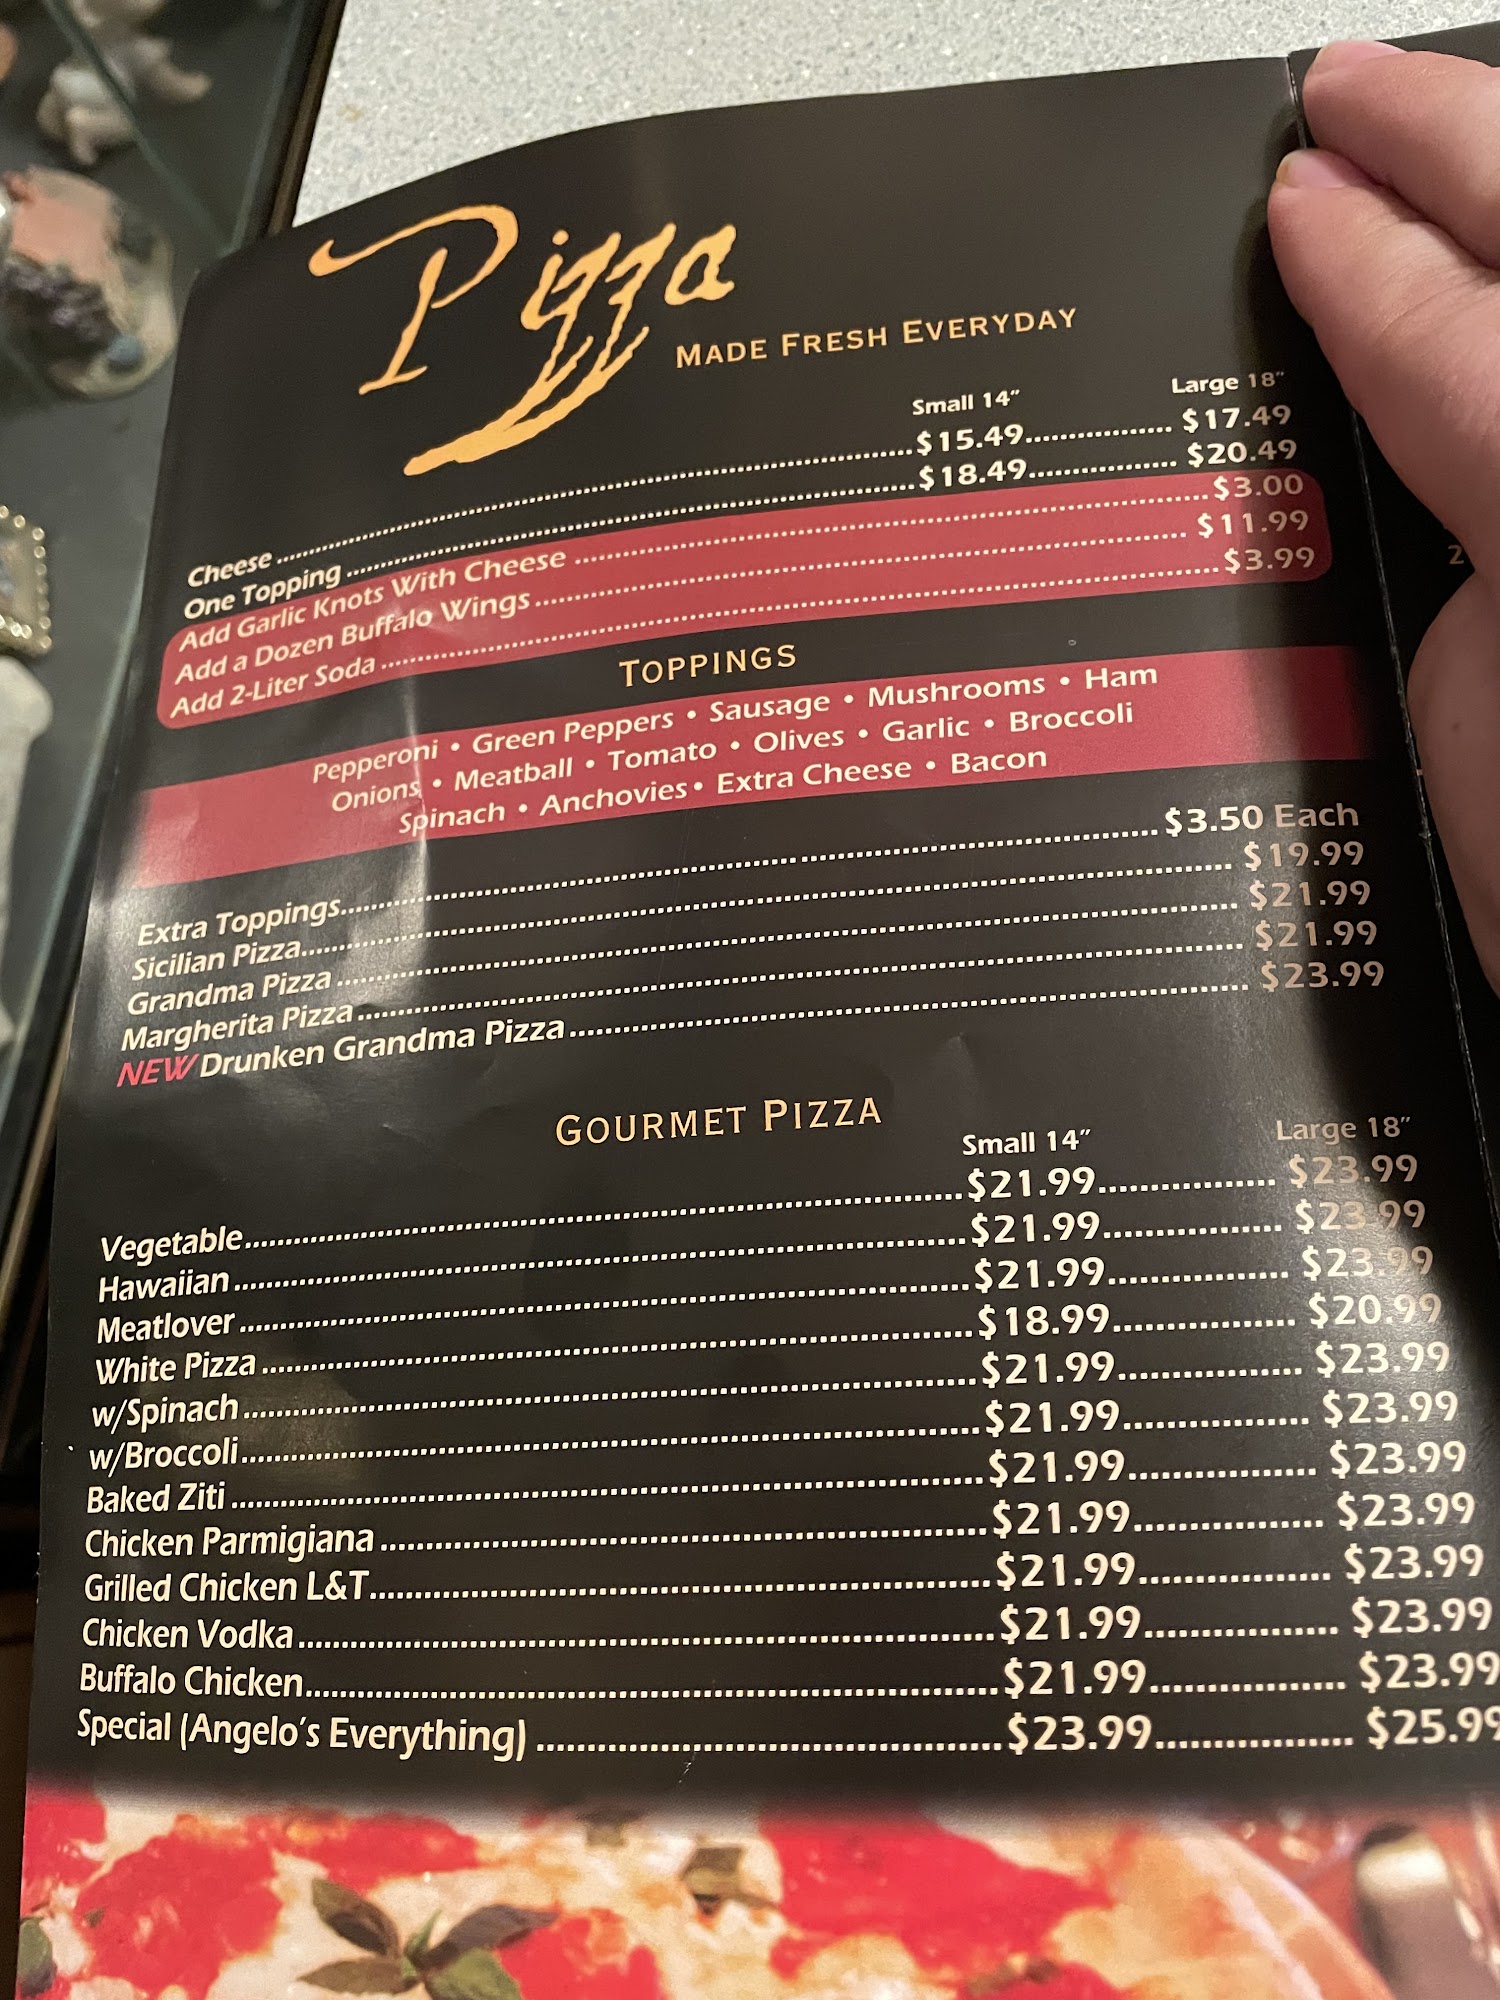 Pizza
MADE FRESH EVERYDAY
Small 14" Large 18"
Cheese $15.49 $17.49
One Topping $18.49 $20.49
Add Garlic Knots With Cheese $3.00
Add a Dozen Buffalo Wings $11.99
Add 2-Liter Soda $3.99
TOPPINGS
Pepperoni • Green Peppers • Sausage • Mushrooms • Ham
Onions • Meatball • Tomato • Olives • Garlic • Broccoli
Spinach • Anchovies • Extra Cheese • Bacon
Extra Toppings $3.50 Each
Sicilian Pizza $19.99
Grandma Pizza $21.99
Margherita Pizza $21.99
NEW Drunken Grandma Pizza $23.99
GOURMET PIZZA
Small 14" Large 18"
Vegetable $21.99 $23.99
Hawaiian $21.99 $23.99
Meatlover $21.99 $23.99
White Pizza $18.99 $20.99
w/Spinach $21.99 $23.99
w/Broccoli $21.99 $23.99
Baked Ziti $21.99 $23.99
Chicken Parmigiana $21.99 $23.99
Grilled Chicken L&T $21.99 $23.99
Chicken Vodka $21.99 $23.99
Buffalo Chicken $21.99 $23.99
Special (Angelo's Everything) $23.99 $25.99